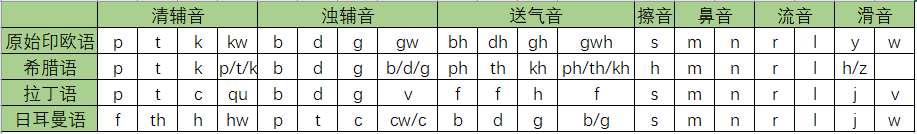 清辅音 浊辅音 送气音 擦音 鼻音 流音 滑音
原始印欧语 p t k kw b d g gw bh dh gh gwh s m n r l y w
希腊语 p t k p/t/k b d g b/d/g ph th kh ph/th/kh h m n r l h/z
拉丁语 p t c qu b d g v f f h f s m n r l j v
日耳曼语 f th h hw p t c cw/c b d g b/g s m n r l j w